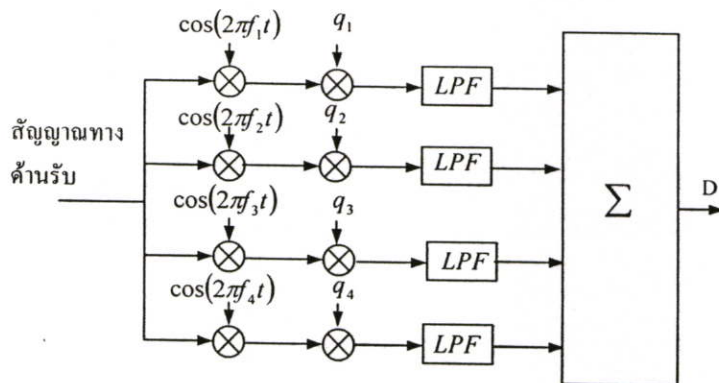 cos(2πf₁t) q₁
LPF
cos(2πf₂t) q₂
LPF
สัญญาณทาง
ด้านรับ
cos(2πf₃t) q₃
LPF
cos(2πf₄t) q₄
LPF
Σ
D